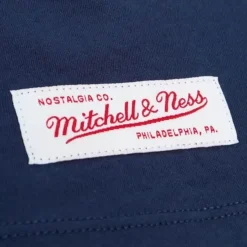 NOSTALGIA CO.
Mitchell & Ness
PHILADELPHIA, PA.